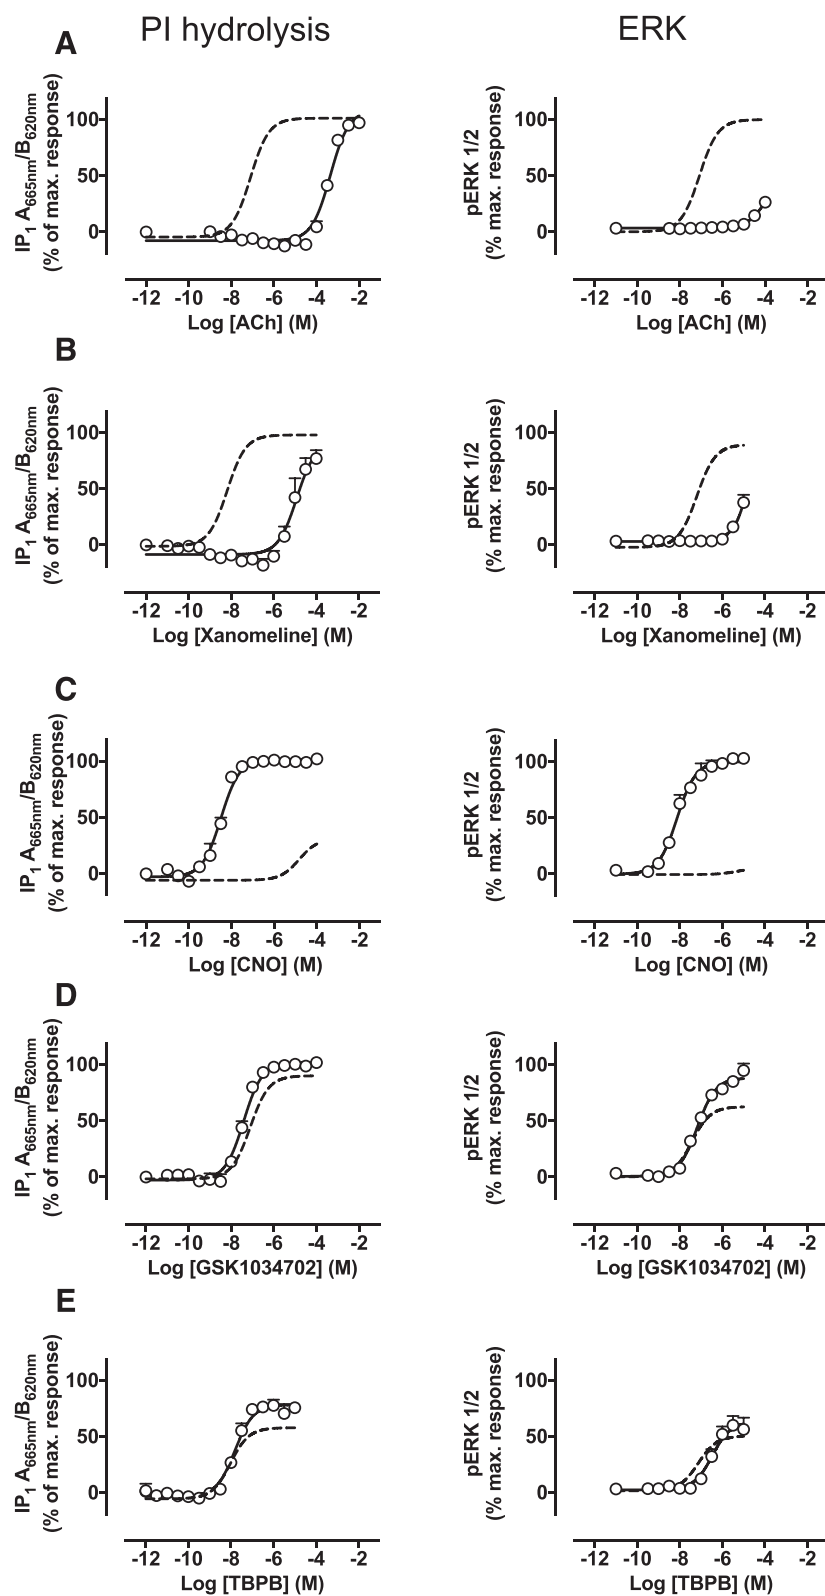 PI hydrolysis
ERK
A
IP1 A665nm/B620nm
(% of max. response)
100
50
0
-12 -10 -8 -6 -4 -2
Log [ACh] (M)
pERK 1/2
(% max. response)
100
50
0
-12 -10 -8 -6 -4 -2
Log [ACh] (M)
B
IP1 A665nm/B620nm
(% of max. response)
100
50
0
-12 -10 -8 -6 -4 -2
Log [Xanomeline] (M)
pERK 1/2
(% max. response)
100
50
0
-12 -10 -8 -6 -4 -2
Log [Xanomeline] (M)
C
IP1 A665nm/B620nm
(% of max. response)
100
50
0
-12 -10 -8 -6 -4 -2
Log [CNO] (M)
pERK 1/2
(% max. response)
100
50
0
-12 -10 -8 -6 -4 -2
Log [CNO] (M)
D
IP1 A665nm/B620nm
(% of max. response)
100
50
0
-12 -10 -8 -6 -4 -2
Log [GSK1034702] (M)
pERK 1/2
(% max. response)
100
50
0
-12 -10 -8 -6 -4 -2
Log [GSK1034702] (M)
E
IP1 A665nm/B620nm
(% of max. response)
100
50
0
-12 -10 -8 -6 -4 -2
Log [TBPB] (M)
pERK 1/2
(% max. response)
100
50
0
-12 -10 -8 -6 -4 -2
Log [TBPB] (M)